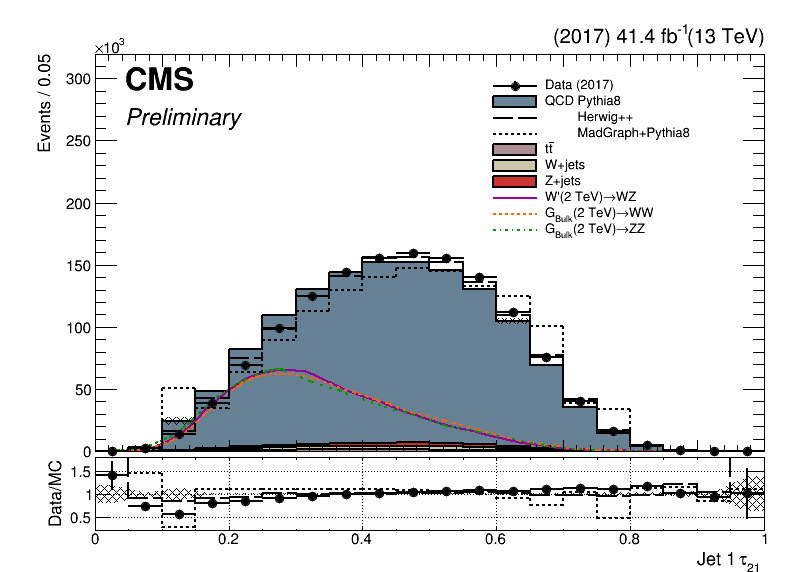 (2017) 41.4 fb⁻¹ (13 TeV)
×10³
CMS
Preliminary
Events / 0.05
300
250
200
150
100
50
0
Data (2017)
QCD Pythia8
Herwig++
MadGraph+Pythia8
tt̄
W+jets
Z+jets
W'(2 TeV)→WZ
G_Bulk(2 TeV)→WW
G_Bulk(2 TeV)→ZZ
Data/MC
1.5
1
0.5
0 0.2 0.4 0.6 0.8 1
Jet 1 τ₂₁